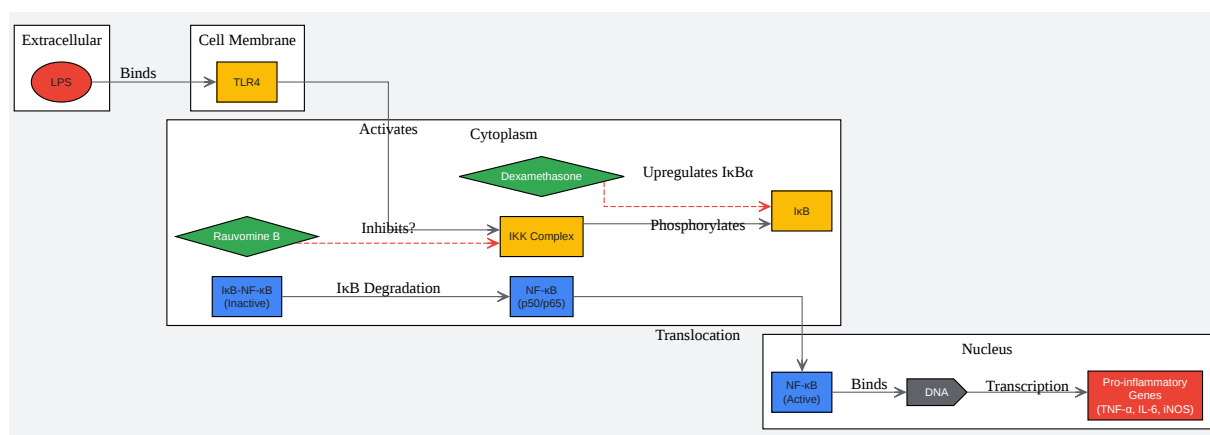 Extracellular
Cell Membrane
LPS
Binds
TLR4
Activates
Cytoplasm
Dexamethasone
Upregulates IκBα
IκB
Rauvomine B
Inhibits?
IKK Complex
Phosphorylates
IκB-NF-κB
(Inactive)
IκB Degradation
NF-κB
(p50/p65)
Translocation
Nucleus
NF-κB
(Active)
Binds
DNA
Transcription
Pro-inflammatory
Genes
(TNF-α, IL-6, iNOS)